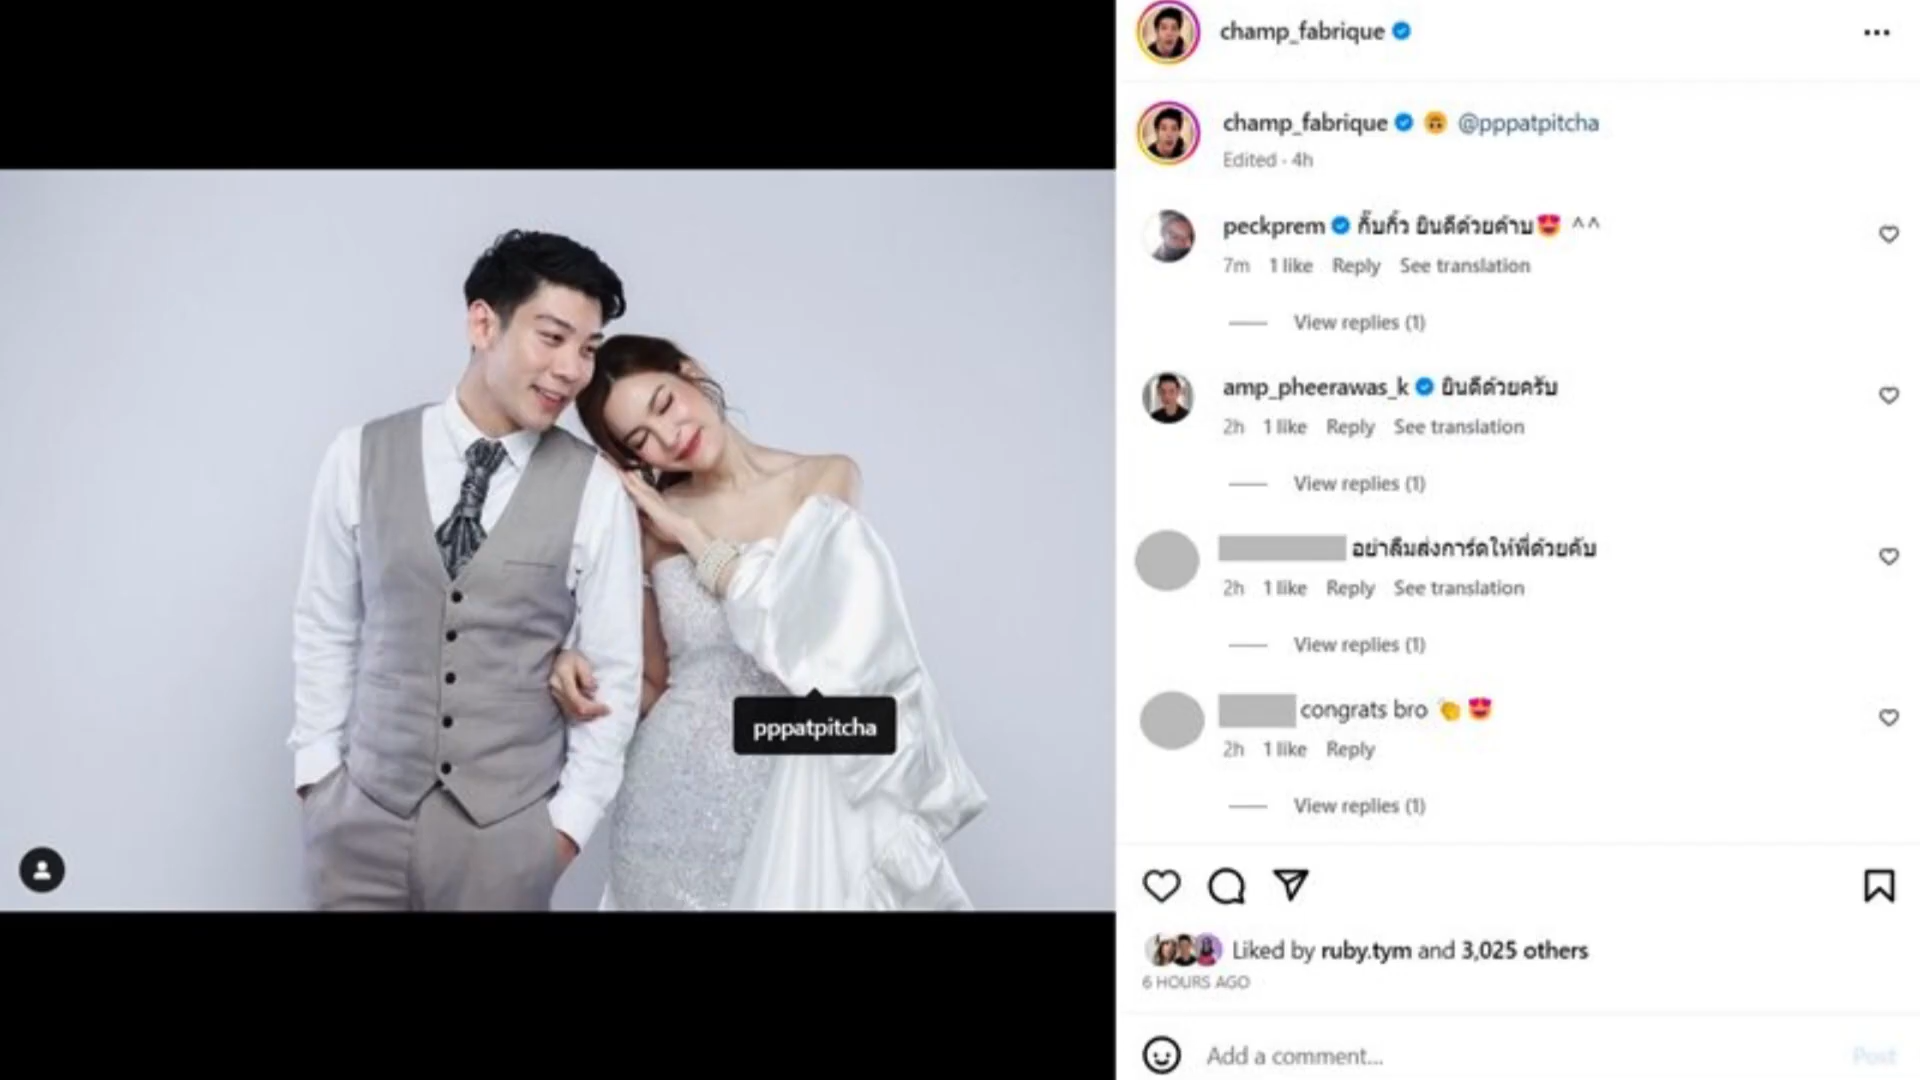 champ_fabrique
champ_fabrique 🙃 @pppatpitcha
Edited · 4h
peckprem กิ๊บกิ้ว ยินดีด้วยค้าบ😍 ^^
7m 1 like Reply See translation
View replies (1)
amp_pheerawas_k ยินดีด้วยครับ
2h 1 like Reply See translation
View replies (1)
อย่าลืมส่งการ์ดให้พี่ด้วยคับ
2h 1 like Reply See translation
View replies (1)
congrats bro 👏😍
2h 1 like Reply
View replies (1)
pppatpitcha
Liked by ruby.tym and 3,025 others
6 HOURS AGO
Add a comment...
Post